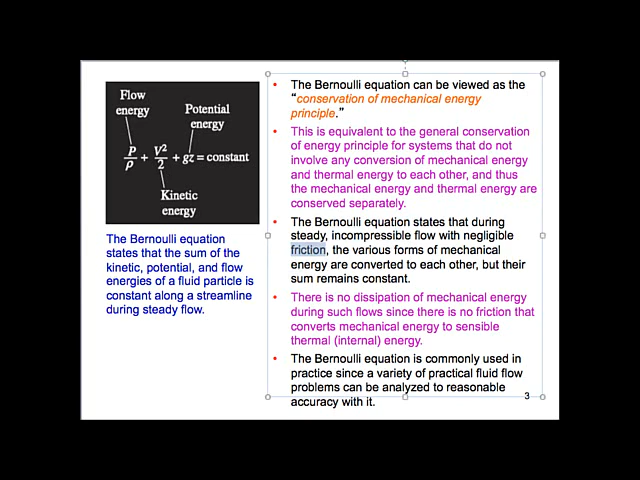 Flow
energy
Potential
energy
P/ρ + V²/2 + gz = constant
Kinetic
energy
The Bernoulli equation
states that the sum of the
kinetic, potential, and flow
energies of a fluid particle is
constant along a streamline
during steady flow.
• The Bernoulli equation can be viewed as the
“conservation of mechanical energy
principle.”
• This is equivalent to the general conservation
of energy principle for systems that do not
involve any conversion of mechanical energy
and thermal energy to each other, and thus
the mechanical energy and thermal energy are
conserved separately.
• The Bernoulli equation states that during
steady, incompressible flow with negligible
friction, the various forms of mechanical
energy are converted to each other, but their
sum remains constant.
• There is no dissipation of mechanical energy
during such flows since there is no friction that
converts mechanical energy to sensible
thermal (internal) energy.
• The Bernoulli equation is commonly used in
practice since a variety of practical fluid flow
problems can be analyzed to reasonable
accuracy with it.
3